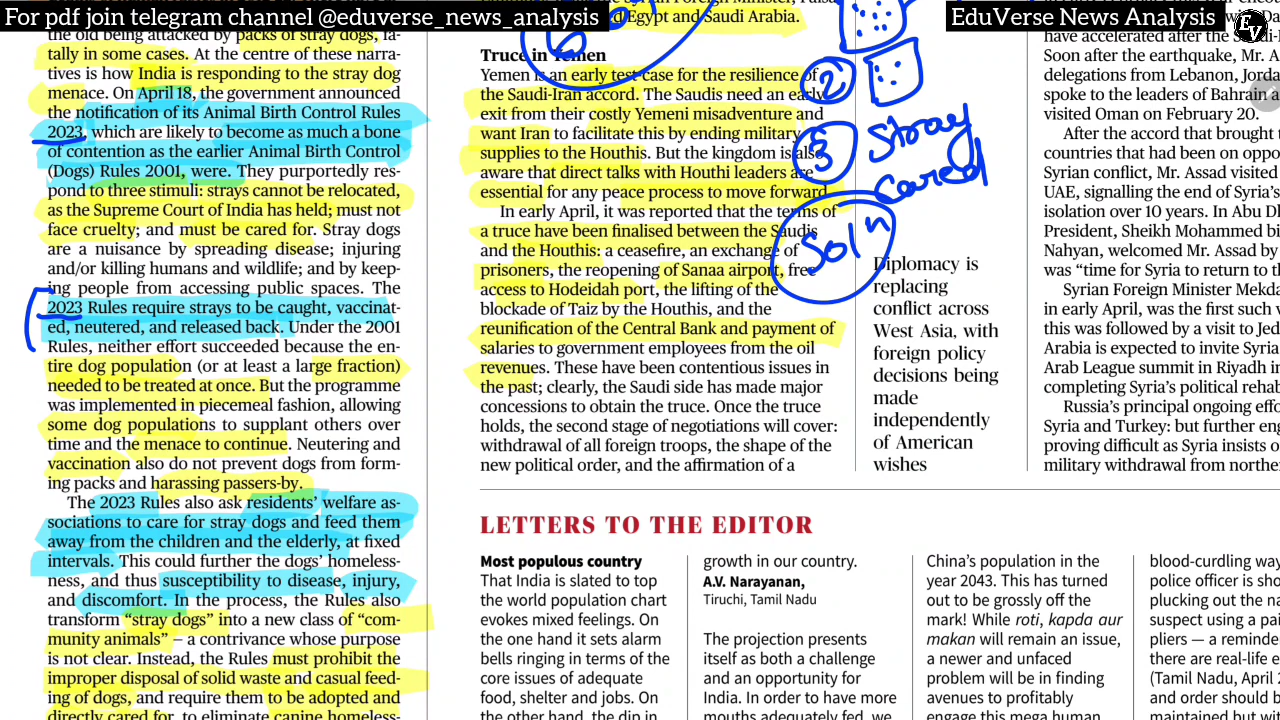 For pdf join telegram channel @eduverse_news_analysis
EduVerse News Analysis
the old being attacked by packs of stray dogs, fa-
tally in some cases. At the centre of these narra-
tives is how India is responding to the stray dog
menace. On April 18, the government announced
the notification of its Animal Birth Control Rules
2023, which are likely to become as much a bone
of contention as the earlier Animal Birth Control
(Dogs) Rules 2001, were. They purportedly res-
pond to three stimuli: strays cannot be relocated,
as the Supreme Court of India has held; must not
face cruelty; and must be cared for. Stray dogs
are a nuisance by spreading disease; injuring
and/or killing humans and wildlife; and by keep-
ing people from accessing public spaces. The
2023 Rules require strays to be caught, vaccinat-
ed, neutered, and released back. Under the 2001
Rules, neither effort succeeded because the en-
tire dog population (or at least a large fraction)
needed to be treated at once. But the programme
was implemented in piecemeal fashion, allowing
some dog populations to supplant others over
time and the menace to continue. Neutering and
vaccination also do not prevent dogs from form-
ing packs and harassing passers-by.
The 2023 Rules also ask residents' welfare as-
sociations to care for stray dogs and feed them
away from the children and the elderly, at fixed
intervals. This could further the dogs' homeless-
ness, and thus susceptibility to disease, injury,
and discomfort. In the process, the Rules also
transform "stray dogs" into a new class of "com-
munity animals" – a contrivance whose purpose
is not clear. Instead, the Rules must prohibit the
improper disposal of solid waste and casual feed-
ing of dogs, and require them to be adopted and
directly cared for, to eliminate canine homeless-
Egypt and Saudi Arabia.
Truce in Yemen
Yemen is an early test case for the resilience of
the Saudi-Iran accord. The Saudis need an early
exit from their costly Yemeni misadventure and
want Iran to facilitate this by ending military
supplies to the Houthis. But the kingdom is also
aware that direct talks with Houthi leaders are
essential for any peace process to move forward.
In early April, it was reported that the terms of
a truce have been finalised between the Saudis
and the Houthis: a ceasefire, an exchange of
prisoners, the reopening of Sanaa airport, free
access to Hodeidah port, the lifting of the
blockade of Taiz by the Houthis, and the
reunification of the Central Bank and payment of
salaries to government employees from the oil
revenues. These have been contentious issues in
the past; clearly, the Saudi side has made major
concessions to obtain the truce. Once the truce
holds, the second stage of negotiations will cover:
withdrawal of all foreign troops, the shape of the
new political order, and the affirmation of a
2
3 Stray
cared
Soln
Diplomacy is
replacing
conflict across
West Asia, with
foreign policy
decisions being
made
independently
of American
wishes
have accelerated after the
Soon after the earthquake, Mr. A
delegations from Lebanon, Jor
spoke to the leaders of Bahrain a
visited Oman on February 20.
After the accord that brought
countries that had been on oppo
Syrian conflict, Mr. Assad visited
UAE, signalling the end of Syria's
isolation over 10 years. In Abu Dh
President, Sheikh Mohammed bi
Nahyan, welcomed Mr. Assad by
was "time for Syria to return to th
Syrian Foreign Minister Mekda
in early April, was the first such v
this was followed by a visit to Jed
Arabia is expected to invite Syria
Arab League summit in Riyadh in
completing Syria's political rehab
Russia's principal ongoing effo
Syria and Turkey: but further eng
proving difficult as Syria insists o
military withdrawal from norther
LETTERS TO THE EDITOR
Most populous country
That India is slated to top
the world population chart
evokes mixed feelings. On
the one hand it sets alarm
bells ringing in terms of the
core issues of adequate
food, shelter and jobs. On
the other hand, the dip in
growth in our country.
A.V. Narayanan,
Tiruchi, Tamil Nadu
The projection presents
itself as both a challenge
and an opportunity for
India. In order to have more
mouths adequately fed, we
China's population in the
year 2043. This has turned
out to be grossly off the
mark! While roti, kapda aur
makan will remain an issue,
a newer and unfaced
problem will be in finding
avenues to profitably
engage this mega human
blood-curdling way
police officer is sho
plucking out the na
suspect using a pai
pliers — a reminde
there are real-life e
(Tamil Nadu, April 2
and order should b
maintained but wit